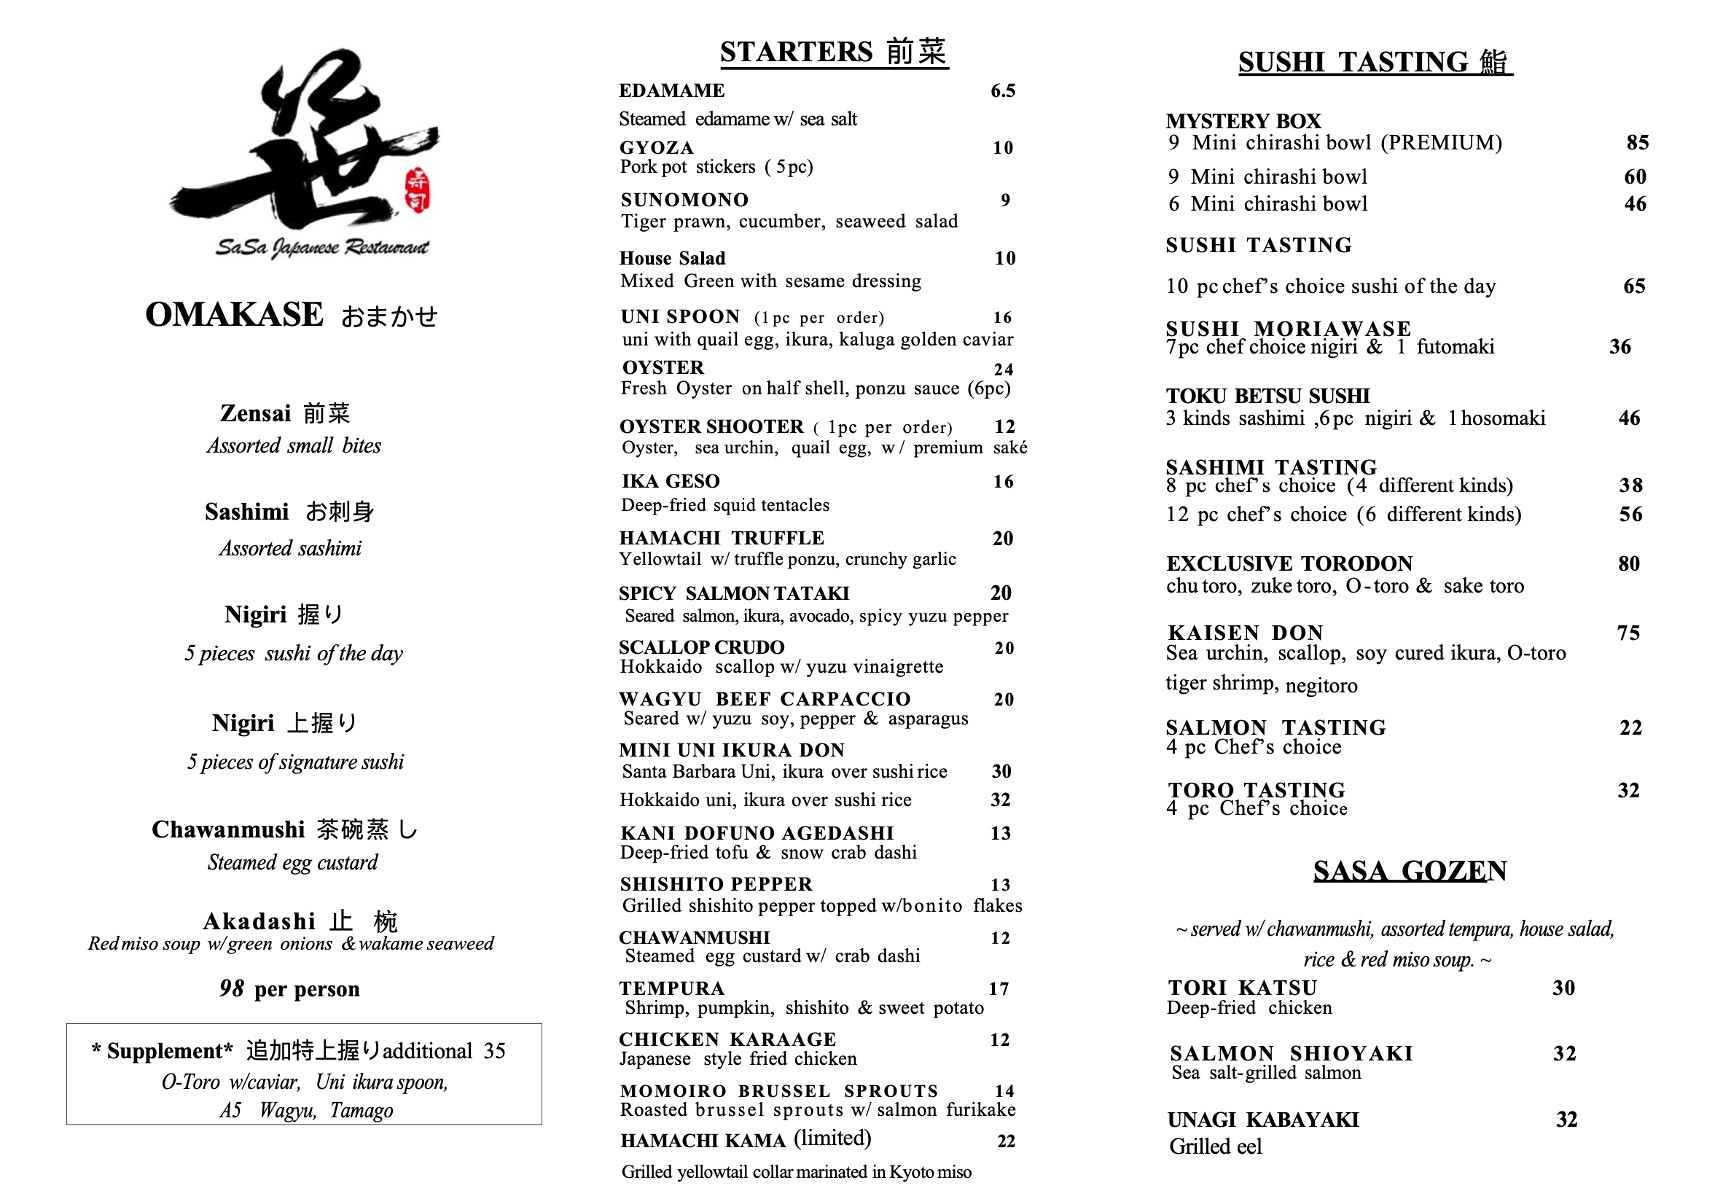 笹
寿司
SaSa Japanese Restaurant
OMAKASE おまかせ
Zensai 前菜
Assorted small bites
Sashimi お刺身
Assorted sashimi
Nigiri 握り
5 pieces sushi of the day
Nigiri 上握り
5 pieces of signature sushi
Chawanmushi 茶碗蒸し
Steamed egg custard
Akadashi 止 椀
Red miso soup w/green onions & wakame seaweed
98 per person
* Supplement* 追加特上握り additional 35
O-Toro w/caviar, Uni ikura spoon,
A5 Wagyu, Tamago
STARTERS 前菜
EDAMAME 6.5
Steamed edamame w/ sea salt
GYOZA 10
Pork pot stickers ( 5pc)
SUNOMONO 9
Tiger prawn, cucumber, seaweed salad
House Salad 10
Mixed Green with sesame dressing
UNI SPOON (1pc per order) 16
uni with quail egg, ikura, kaluga golden caviar
OYSTER 24
Fresh Oyster on half shell, ponzu sauce (6pc)
OYSTER SHOOTER ( 1pc per order) 12
Oyster, sea urchin, quail egg, w/ premium saké
IKA GESO 16
Deep-fried squid tentacles
HAMACHI TRUFFLE 20
Yellowtail w/ truffle ponzu, crunchy garlic
SPICY SALMON TATAKI 20
Seared salmon, ikura, avocado, spicy yuzu pepper
SCALLOP CRUDO 20
Hokkaido scallop w/ yuzu vinaigrette
WAGYU BEEF CARPACCIO 20
Seared w/ yuzu soy, pepper & asparagus
MINI UNI IKURA DON
Santa Barbara Uni, ikura over sushi rice 30
Hokkaido uni, ikura over sushi rice 32
KANI DOFUNO AGEDASHI 13
Deep-fried tofu & snow crab dashi
SHISHITO PEPPER 13
Grilled shishito pepper topped w/bonito flakes
CHAWANMUSHI 12
Steamed egg custard w/ crab dashi
TEMPURA 17
Shrimp, pumpkin, shishito & sweet potato
CHICKEN KARAAGE 12
Japanese style fried chicken
MOMOIRO BRUSSEL SPROUTS 14
Roasted brussel sprouts w/ salmon furikake
HAMACHI KAMA (limited) 22
Grilled yellowtail collar marinated in Kyoto miso
SUSHI TASTING 鮨
MYSTERY BOX
9 Mini chirashi bowl (PREMIUM) 85
9 Mini chirashi bowl 60
6 Mini chirashi bowl 46
SUSHI TASTING
10 pc chef's choice sushi of the day 65
SUSHI MORIAWASE
7pc chef choice nigiri & 1 futomaki 36
TOKU BETSU SUSHI
3 kinds sashimi ,6pc nigiri & 1 hosomaki 46
SASHIMI TASTING
8 pc chef's choice (4 different kinds) 38
12 pc chef's choice (6 different kinds) 56
EXCLUSIVE TORODON 80
chu toro, zuke toro, O-toro & sake toro
KAISEN DON 75
Sea urchin, scallop, soy cured ikura, O-toro
tiger shrimp, negitoro
SALMON TASTING 22
4 pc Chef's choice
TORO TASTING 32
4 pc Chef's choice
SASA GOZEN
~ served w/ chawanmushi, assorted tempura, house salad,
rice & red miso soup. ~
TORI KATSU 30
Deep-fried chicken
SALMON SHIOYAKI 32
Sea salt-grilled salmon
UNAGI KABAYAKI 32
Grilled eel